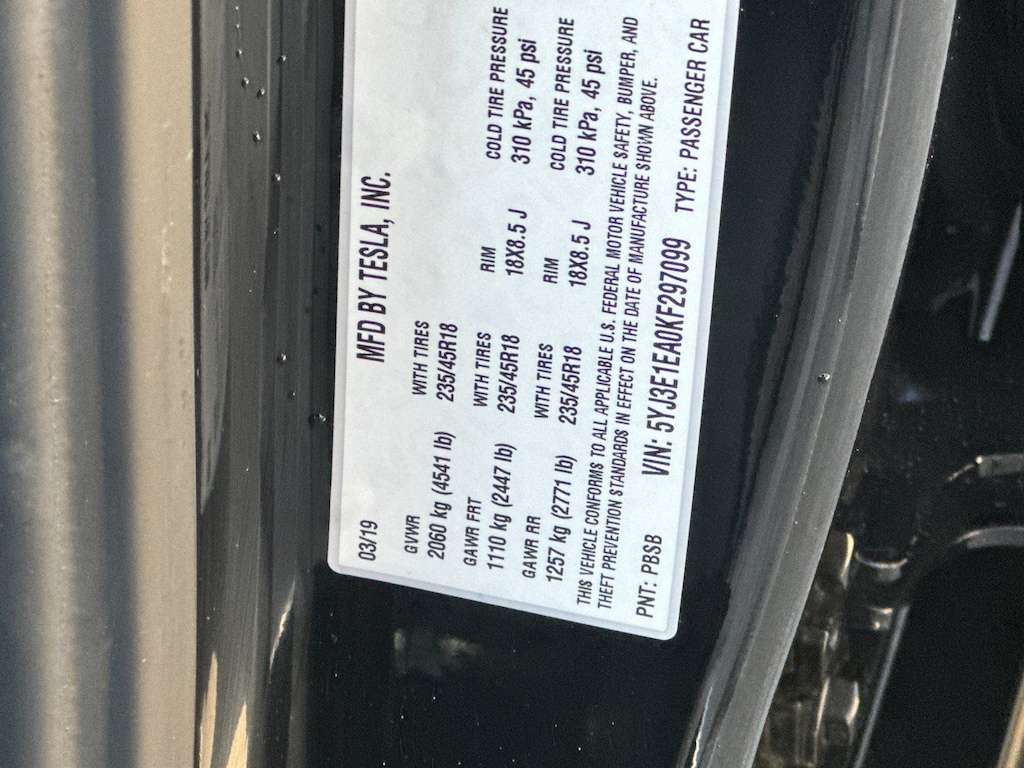 03/19 MFD BY TESLA, INC.
GVWR WITH TIRES RIM COLD TIRE PRESSURE
2060 kg (4541 lb) 235/45R18 18X8.5 J 310 kPa, 45 psi
GAWR FRT WITH TIRES RIM COLD TIRE PRESSURE
1110 kg (2447 lb) 235/45R18 18X8.5 J 310 kPa, 45 psi
GAWR RR WITH TIRES
1257 kg (2771 lb) 235/45R18
THIS VEHICLE CONFORMS TO ALL APPLICABLE U.S. FEDERAL MOTOR VEHICLE SAFETY, BUMPER, AND
THEFT PREVENTION STANDARDS IN EFFECT ON THE DATE OF MANUFACTURE SHOWN ABOVE.
PNT: PBSB VIN: 5YJ3E1EA0KF297099 TYPE: PASSENGER CAR